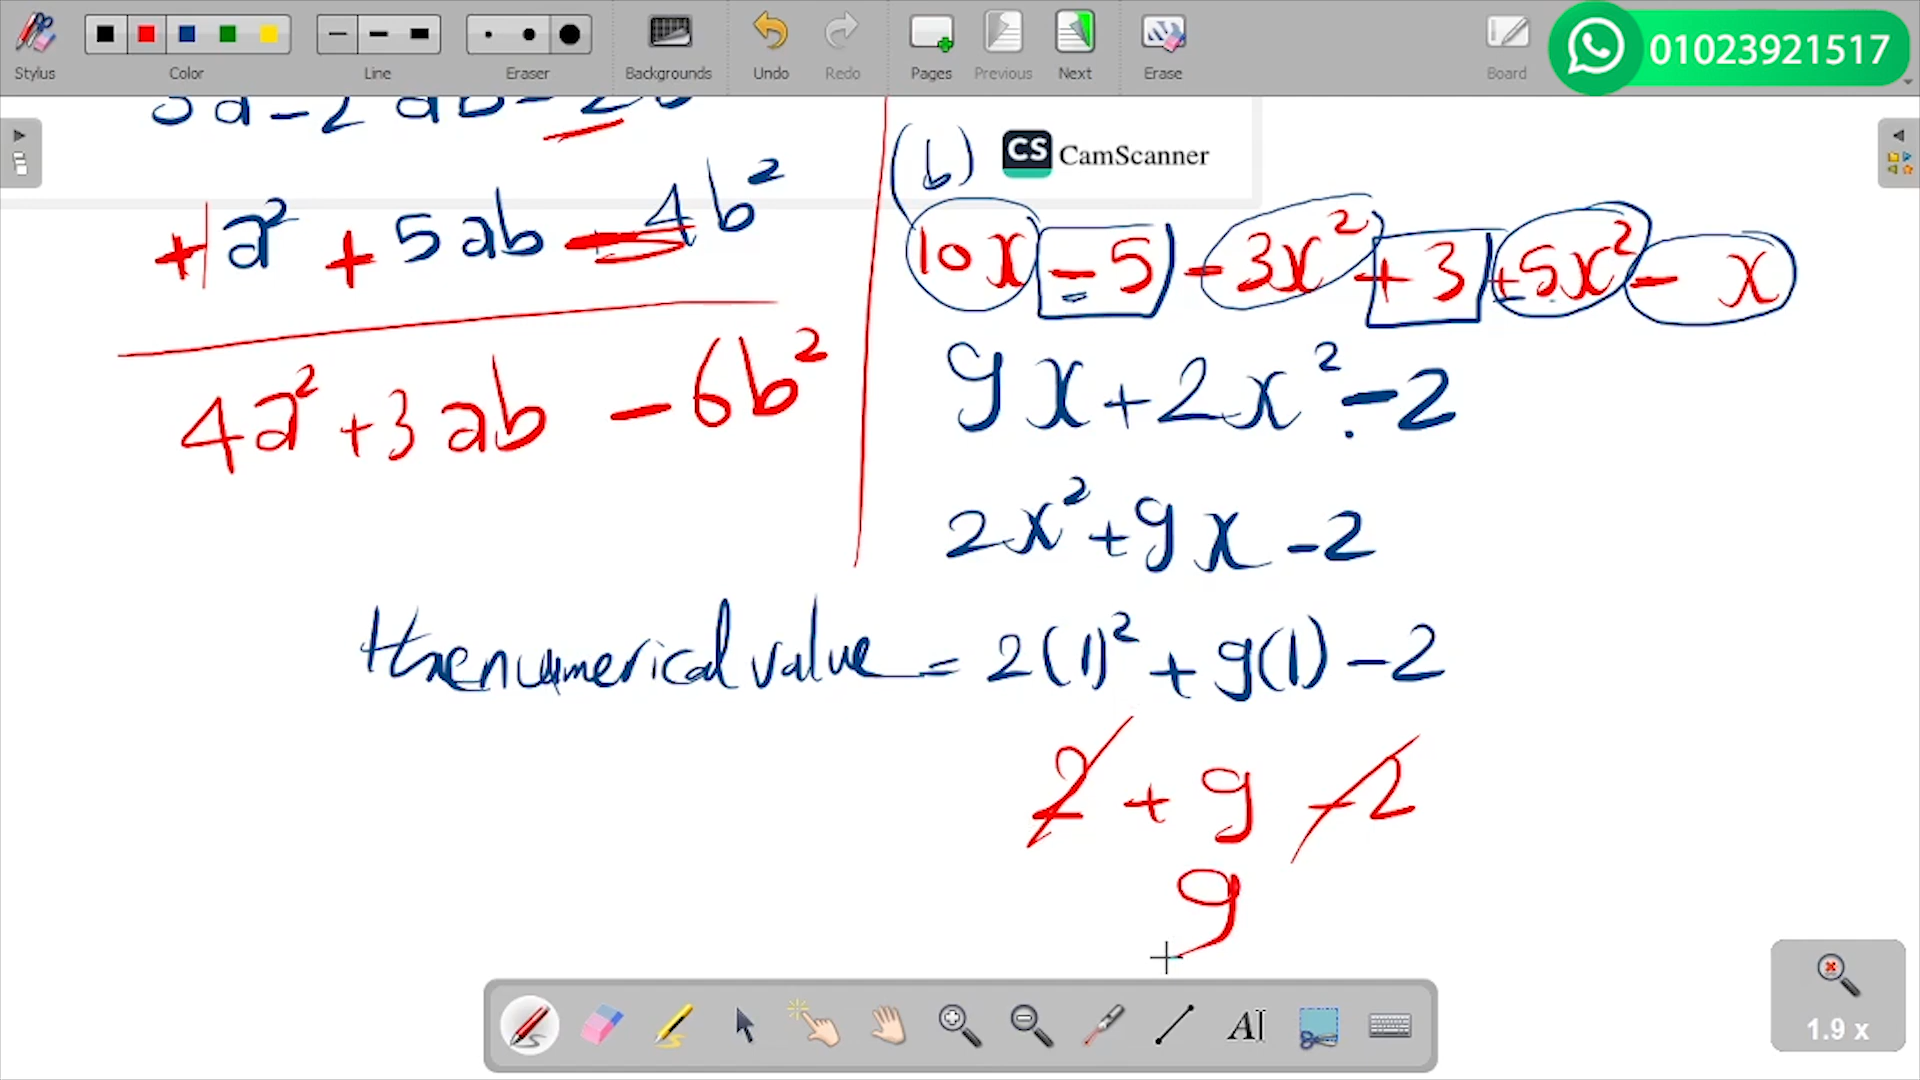 Stylus Color Line Eraser Backgrounds Undo Redo Pages Previous Next Erase Board
01023921517
+1a² + 5ab - 4b²
4a² + 3ab - 6b²
(b) CS CamScanner
10x - 5 - 3x² + 3 + 5x² - x
9x + 2x² - 2
2x² + 9x - 2
the numerical value = 2(1)² + 9(1) - 2
2 + 9 - 2
9
1.9 x